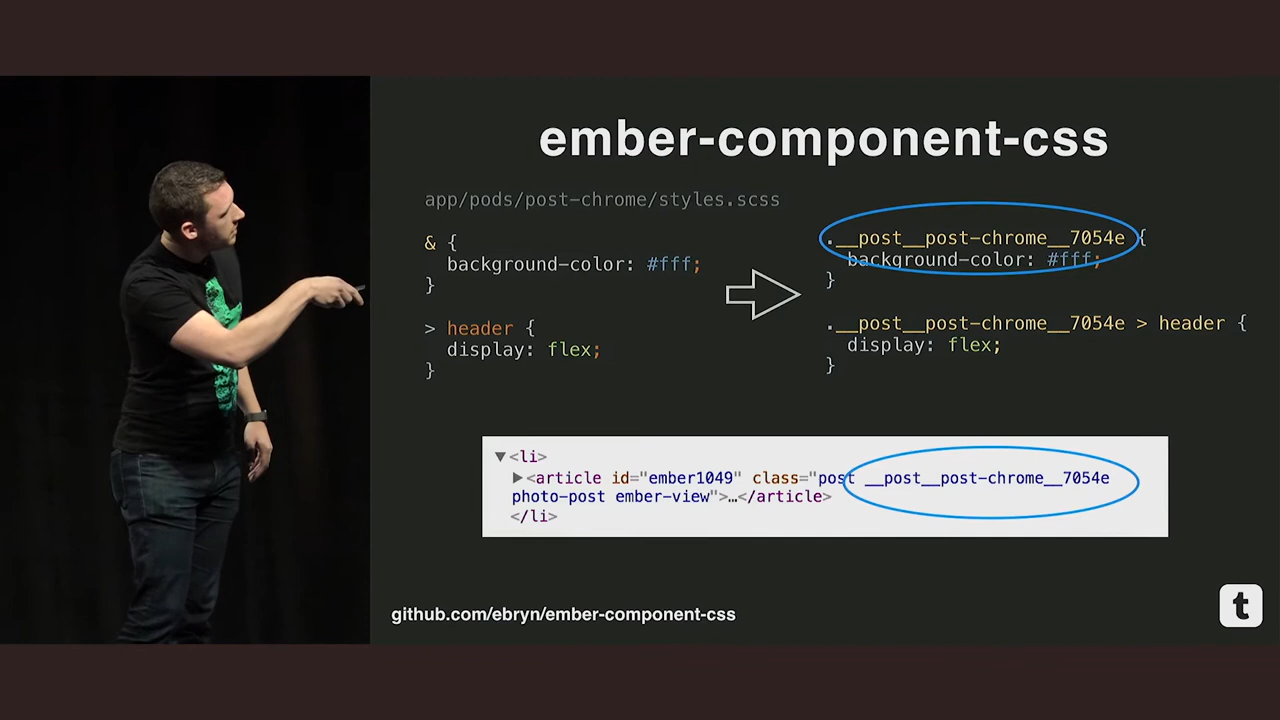 ember-component-css
app/pods/post-chrome/styles.scss
& {
background-color: #fff;
}
> header {
display: flex;
}
.__post__post-chrome__7054e {
background-color: #fff;
}
.__post__post-chrome__7054e > header {
display: flex;
}
▼<li>
▶<article id="ember1049" class="post __post__post-chrome__7054e
photo-post ember-view">…</article>
</li>
github.com/ebryn/ember-component-css
t